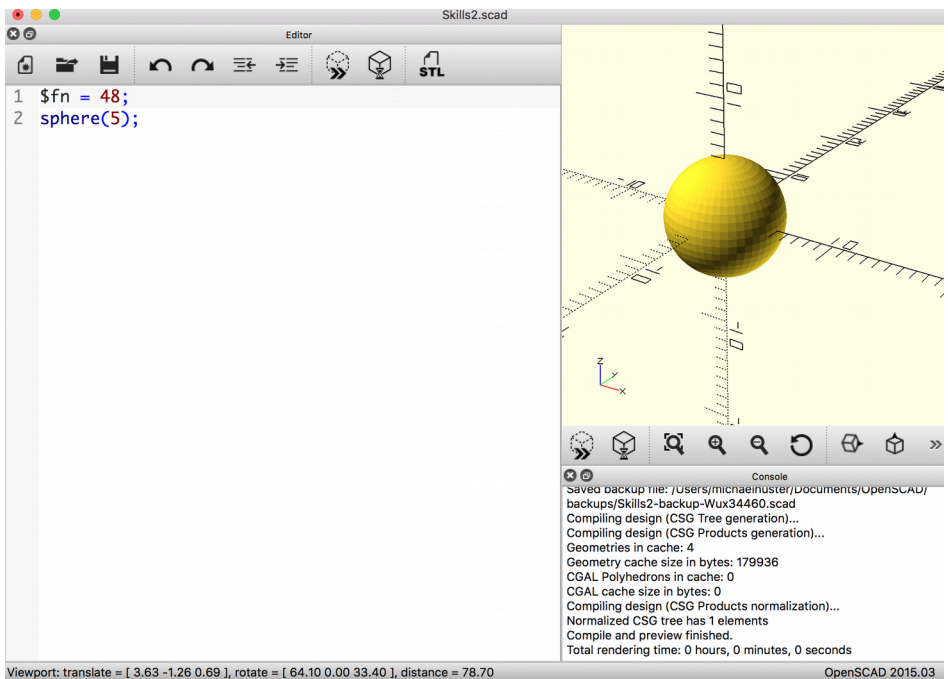 Skills2.scad
Editor
STL
1 $fn = 48;
2 sphere(5);
10
10
10
10
z
y
x
Console
Saved backup file: /Users/michaelhuster/Documents/OpenSCAD/
backups/Skills2-backup-Wux34460.scad
Compiling design (CSG Tree generation)...
Compiling design (CSG Products generation)...
Geometries in cache: 4
Geometry cache size in bytes: 179936
CGAL Polyhedrons in cache: 0
CGAL cache size in bytes: 0
Compiling design (CSG Products normalization)...
Normalized CSG tree has 1 elements
Compile and preview finished.
Total rendering time: 0 hours, 0 minutes, 0 seconds
Viewport: translate = [ 3.63 -1.26 0.69 ], rotate = [ 64.10 0.00 33.40 ], distance = 78.70
OpenSCAD 2015.03